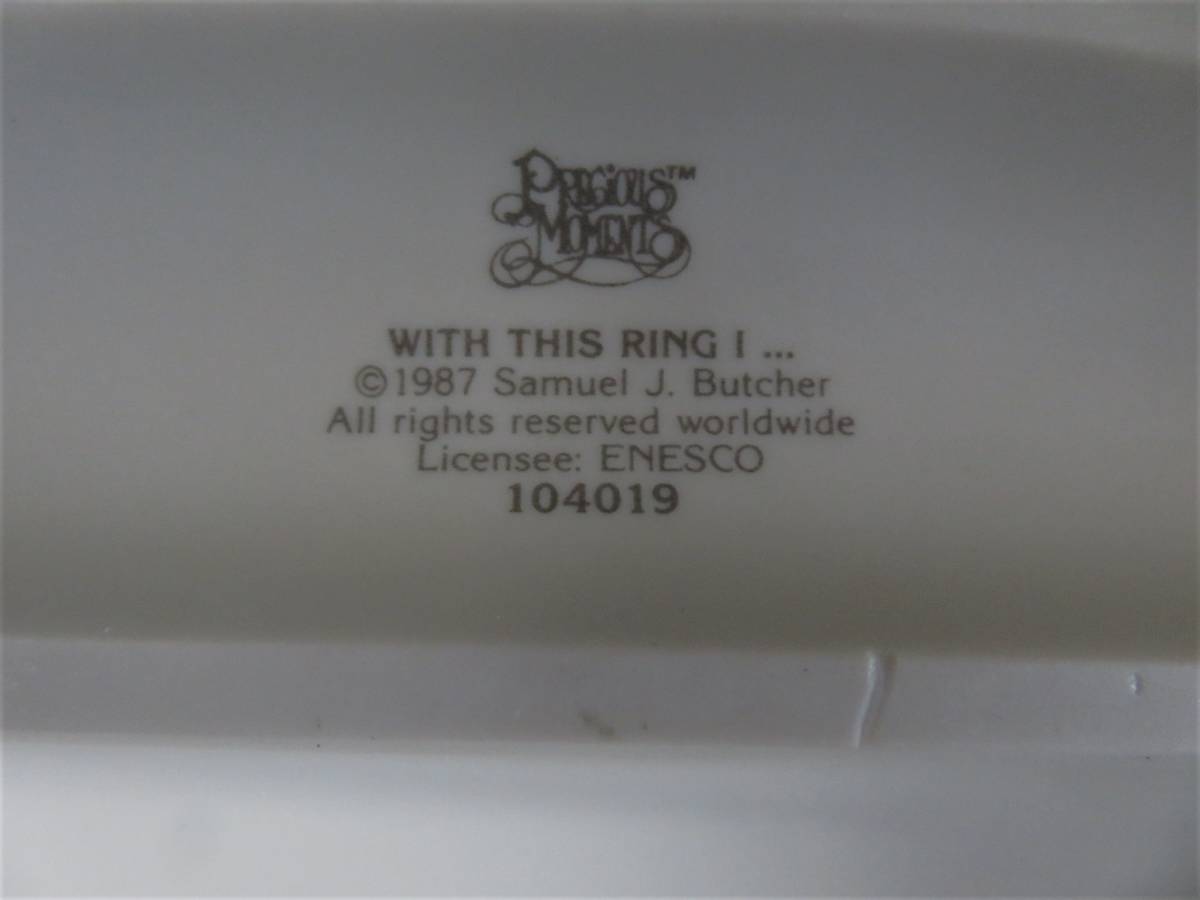 PRECIOUS™
MOMENTS
WITH THIS RING I ...
©1987 Samuel J. Butcher
All rights reserved worldwide
Licensee: ENESCO
104019